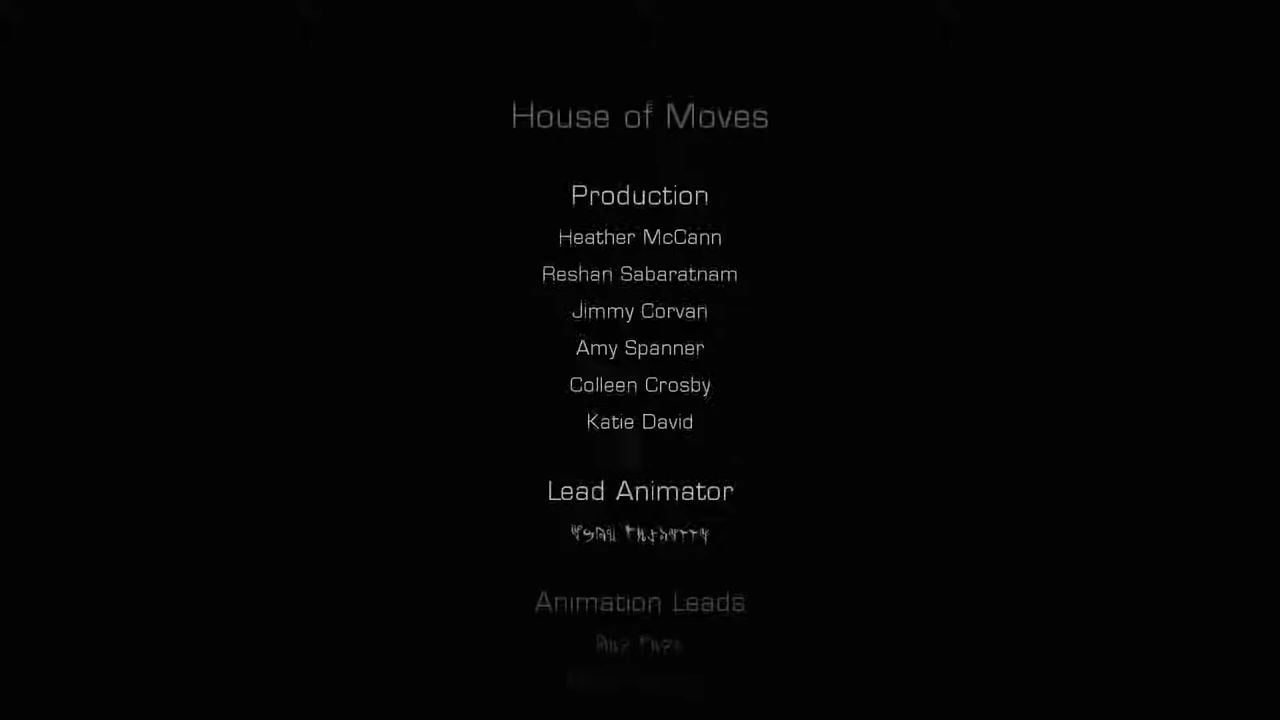 House of Moves
Production
Heather McCann
Reshan Sabaratnam
Jimmy Corvan
Amy Spanner
Colleen Crosby
Katie David
Lead Animator
Animation Leads